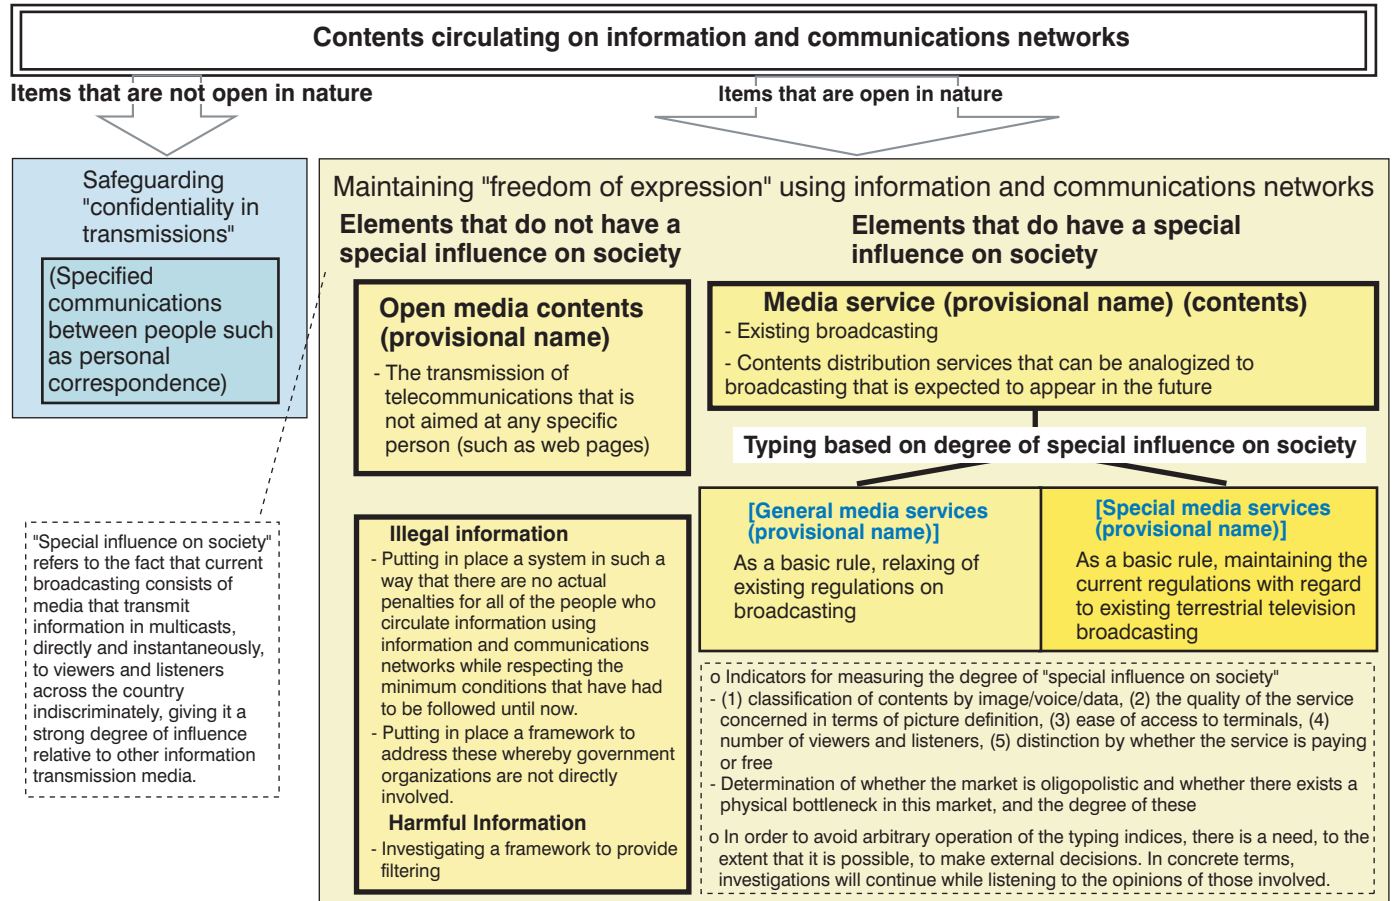 Contents circulating on information and communications networks
Items that are not open in nature
Items that are open in nature
Safeguarding
"confidentiality in
transmissions"
(Specified
communications
between people such
as personal
correspondence)
Maintaining "freedom of expression" using information and communications networks
Elements that do not have a
special influence on society
Open media contents
(provisional name)
- The transmission of
telecommunications that is
not aimed at any specific
person (such as web pages)
Illegal information
- Putting in place a system in such a
way that there are no actual
penalties for all of the people who
circulate information using
information and communications
networks while respecting the
minimum conditions that have had
to be followed until now.
- Putting in place a framework to
address these whereby government
organizations are not directly
involved.
Harmful Information
- Investigating a framework to provide
filtering
Elements that do have a special
influence on society
Media service (provisional name) (contents)
- Existing broadcasting
- Contents distribution services that can be analogized to
broadcasting that is expected to appear in the future
Typing based on degree of special influence on society
[General media services
(provisional name)]
As a basic rule, relaxing of
existing regulations on
broadcasting
[Special media services
(provisional name)]
As a basic rule, maintaining the
current regulations with regard
to existing terrestrial television
broadcasting
o Indicators for measuring the degree of "special influence on society"
- (1) classification of contents by image/voice/data, (2) the quality of the service
concerned in terms of picture definition, (3) ease of access to terminals, (4)
number of viewers and listeners, (5) distinction by whether the service is paying
or free
- Determination of whether the market is oligopolistic and whether there exists a
physical bottleneck in this market, and the degree of these
o In order to avoid arbitrary operation of the typing indices, there is a need, to the
extent that it is possible, to make external decisions. In concrete terms,
investigations will continue while listening to the opinions of those involved.
"Special influence on society"
refers to the fact that current
broadcasting consists of
media that transmit
information in multicasts,
directly and instantaneously,
to viewers and listeners
across the country
indiscriminately, giving it a
strong degree of influence
relative to other information
transmission media.